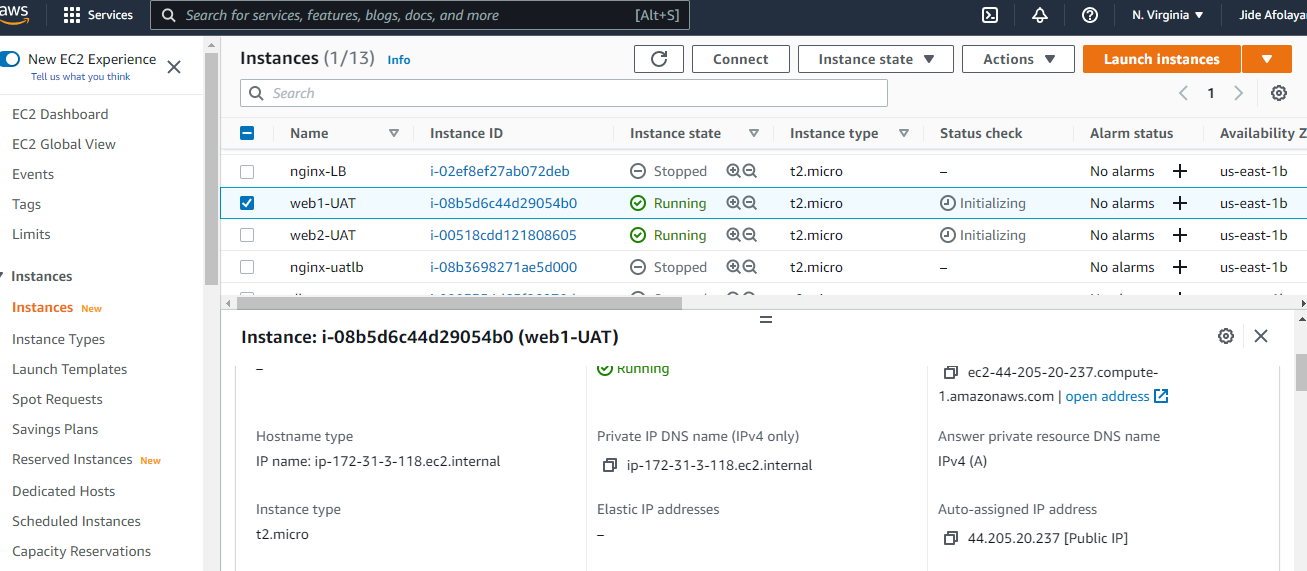 aws
Services
Search for services, features, blogs, docs, and more [Alt+S]
N. Virginia
Jide Afolayan
New EC2 Experience
Tell us what you think
EC2 Dashboard
EC2 Global View
Events
Tags
Limits
Instances
Instances New
Instance Types
Launch Templates
Spot Requests
Savings Plans
Reserved Instances New
Dedicated Hosts
Scheduled Instances
Capacity Reservations
Instances (1/13) Info
Connect
Instance state
Actions
Launch instances
Search
1
Name Instance ID Instance state Instance type Status check Alarm status Availability Z
nginx-LB i-02ef8ef27ab072deb Stopped t2.micro – No alarms + us-east-1b
web1-UAT i-08b5d6c44d29054b0 Running t2.micro Initializing No alarms + us-east-1b
web2-UAT i-00518cdd121808605 Running t2.micro Initializing No alarms + us-east-1b
nginx-uatlb i-08b3698271ae5d000 Stopped t2.micro – No alarms + us-east-1b
Instance: i-08b5d6c44d29054b0 (web1-UAT)
–
Running
ec2-44-205-20-237.compute-
1.amazonaws.com | open address
Hostname type
IP name: ip-172-31-3-118.ec2.internal
Private IP DNS name (IPv4 only)
ip-172-31-3-118.ec2.internal
Answer private resource DNS name
IPv4 (A)
Instance type
t2.micro
Elastic IP addresses
–
Auto-assigned IP address
44.205.20.237 [Public IP]